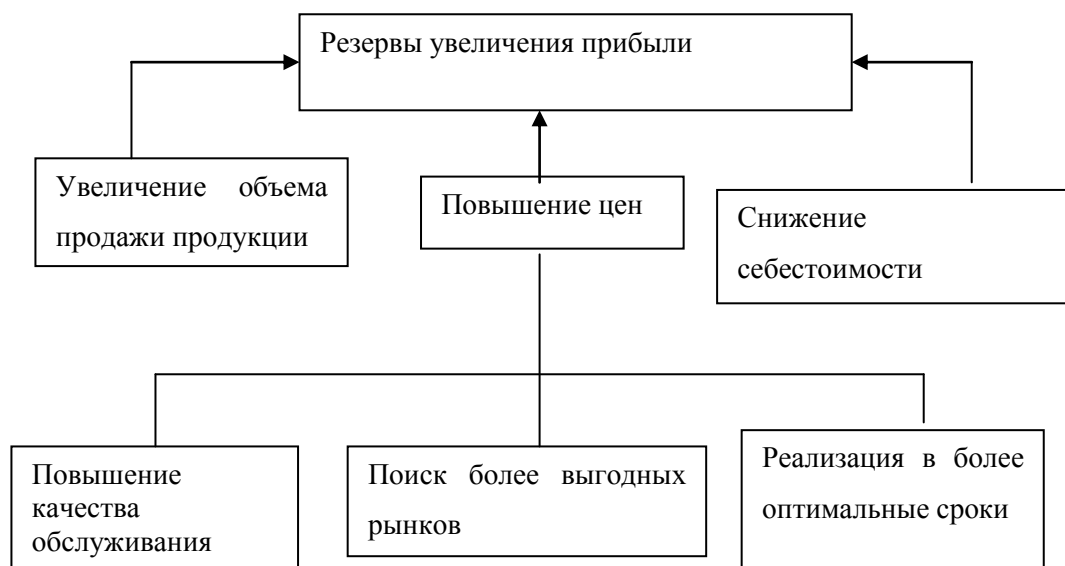 Резервы увеличения прибыли
Увеличение объема
продажи продукции
Повышение цен
Снижение
себестоимости
Повышение
качества
обслуживания
Поиск более выгодных
рынков
Реализация в более
оптимальные сроки